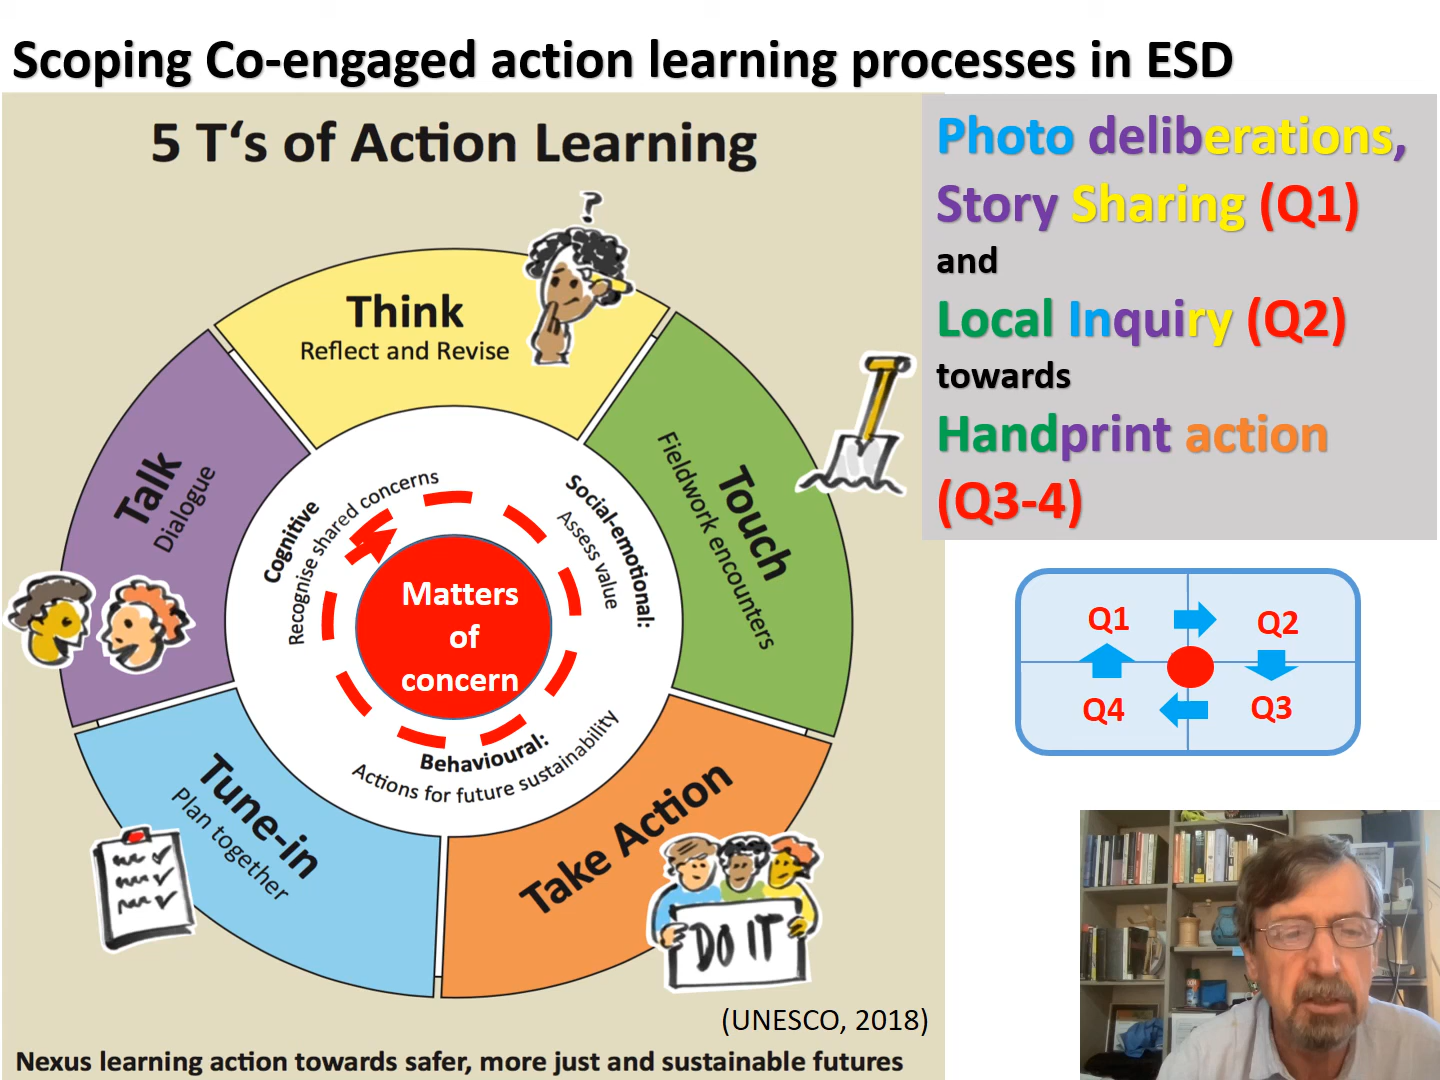 Scoping Co-engaged action learning processes in ESD
5 T‘s of Action Learning
?
Think
Reflect and Revise
Touch
Fieldwork encounters
Take Action
DO IT
Tune-in
Plan together
Talk
Dialogue
Cognitive
Recognise shared concerns
Social-emotional:
Assess value
Behavioural:
Actions for future sustainability
Matters
of
concern
(UNESCO, 2018)
Nexus learning action towards safer, more just and sustainable futures
Photo deliberations,
Story Sharing (Q1)
and
Local Inquiry (Q2)
towards
Handprint action
(Q3-4)
Q1
Q2
Q4
Q3